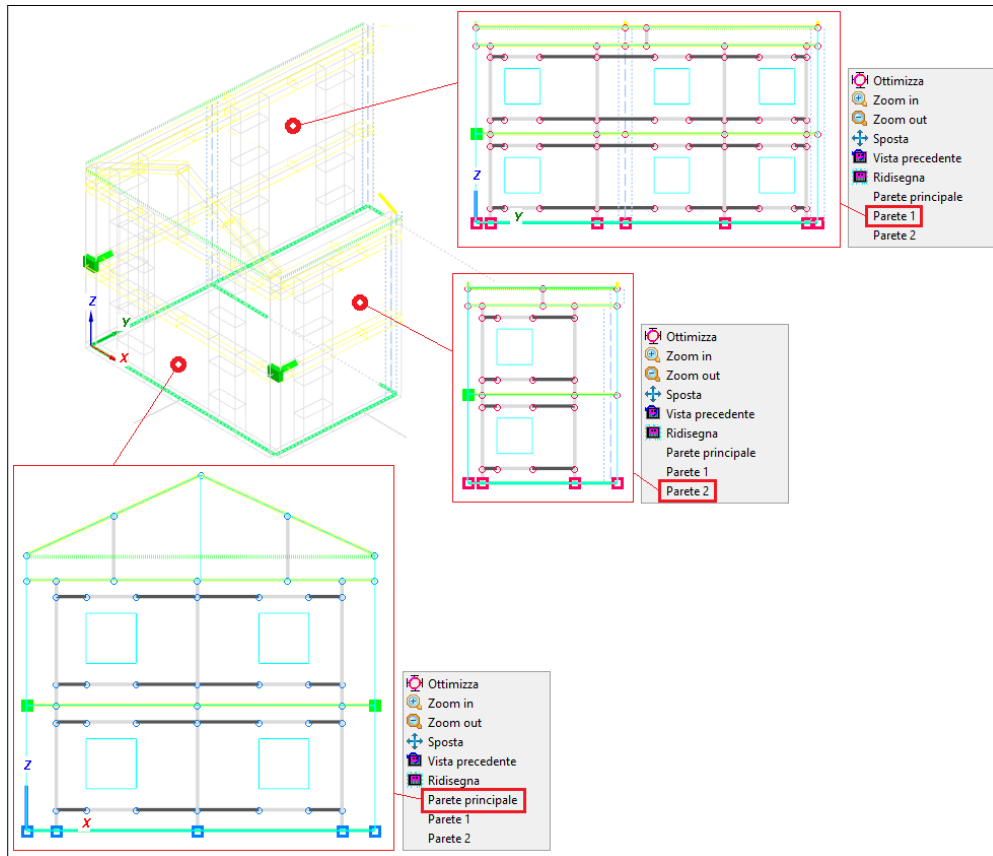 Z
Y
Ottimizza
Zoom in
Zoom out
Sposta
Vista precedente
Ridisegna
Parete principale
Parete 1
Parete 2
Z
Y
X
Ottimizza
Zoom in
Zoom out
Sposta
Vista precedente
Ridisegna
Parete principale
Parete 1
Parete 2
Z
X
Ottimizza
Zoom in
Zoom out
Sposta
Vista precedente
Ridisegna
Parete principale
Parete 1
Parete 2